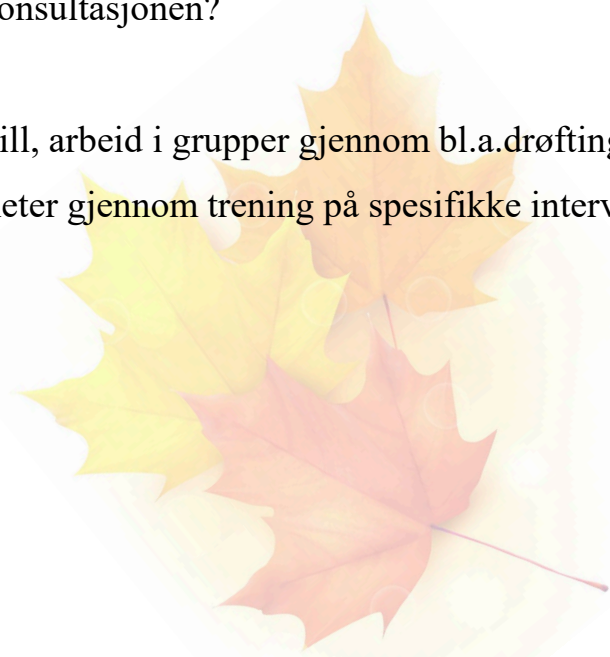 onsultasjonen?
ill, arbeid i grupper gjennom bl.a.drøfting
eter gjennom trening på spesifikke interv